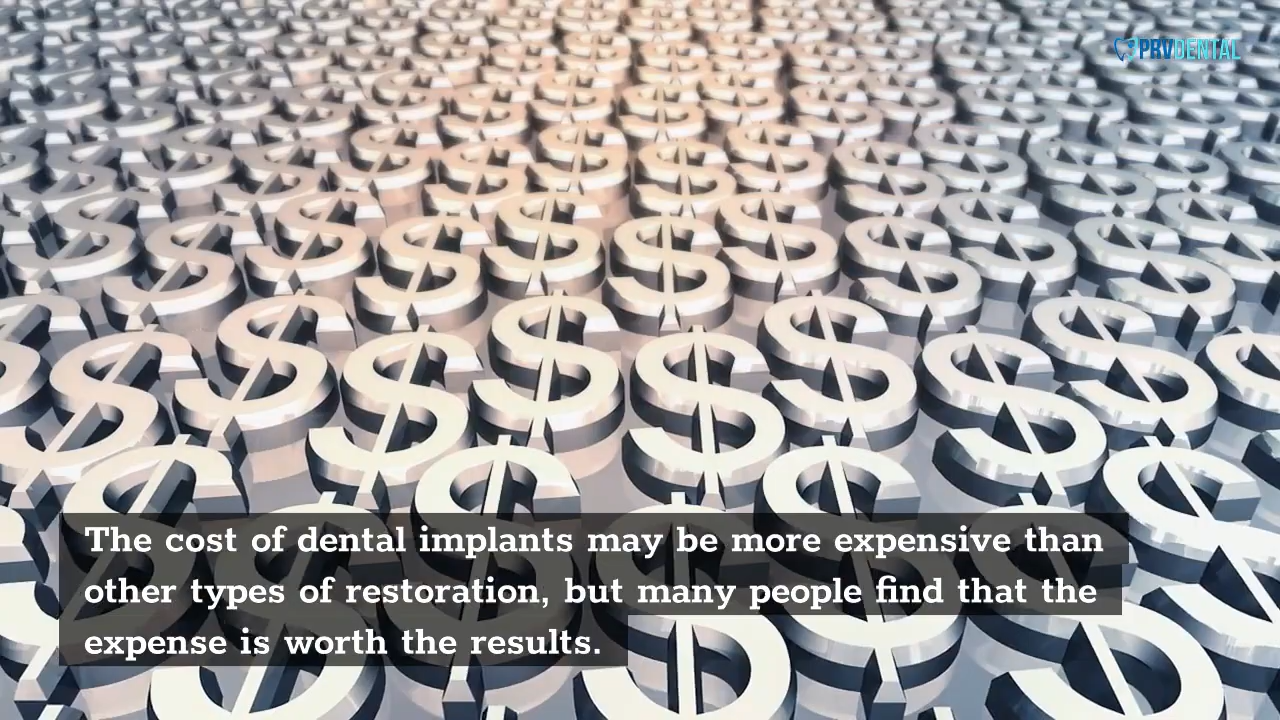 PRVDENTAL
The cost of dental implants may be more expensive than
other types of restoration, but many people find that the
expense is worth the results.